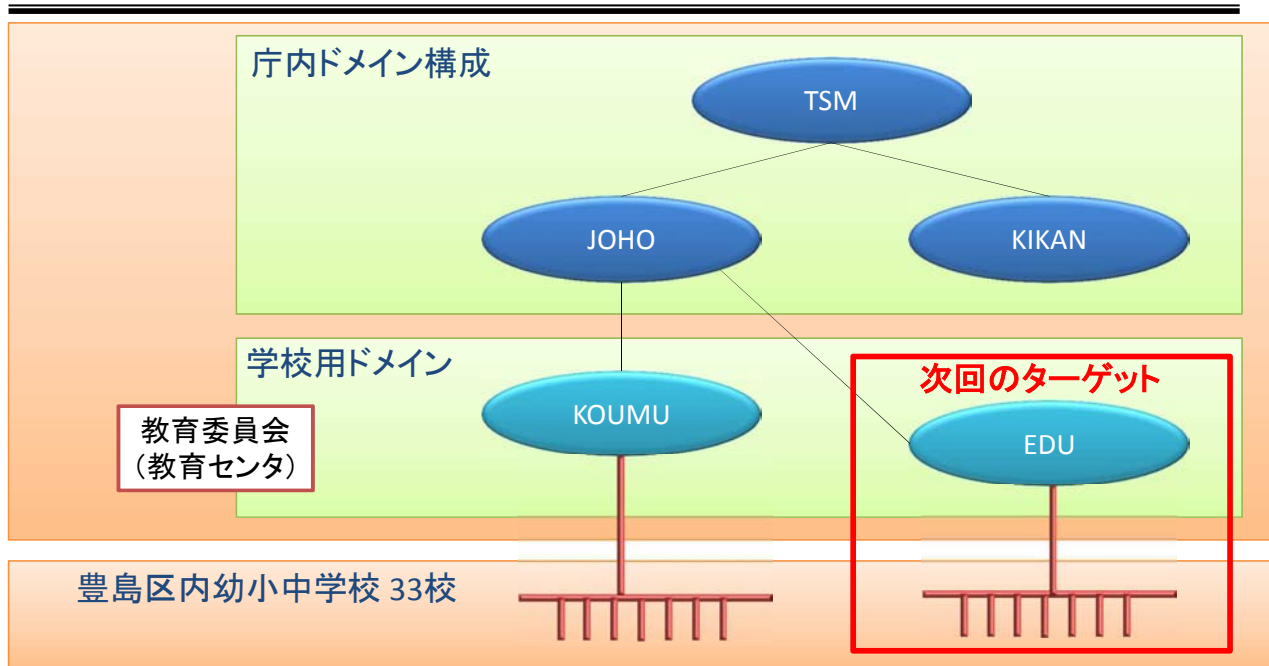 庁内ドメイン構成
TSM
JOHO
KIKAN
学校用ドメイン
次回のターゲット
KOUMU
EDU
教育委員会
（教育センタ）
豊島区内幼小中学校 33校